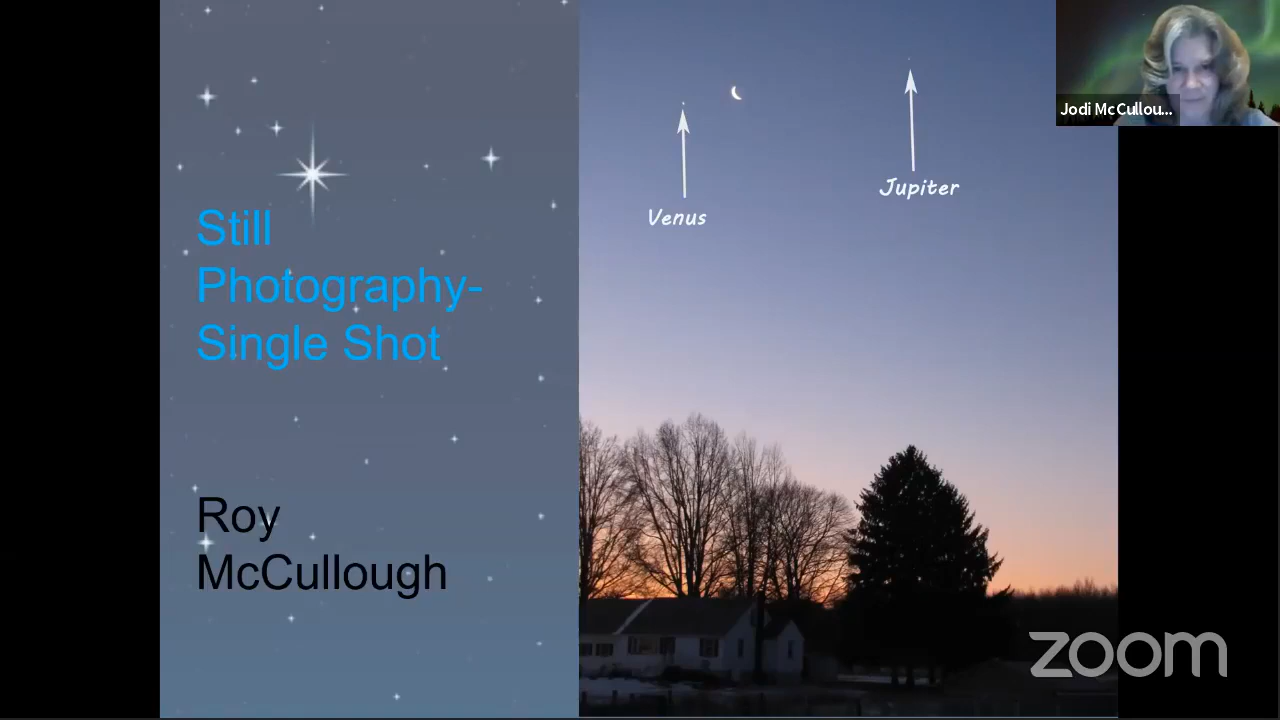 Still
Photography-
Single Shot
Roy
McCullough
Venus
Jupiter
Jodi McCullou...
zoom